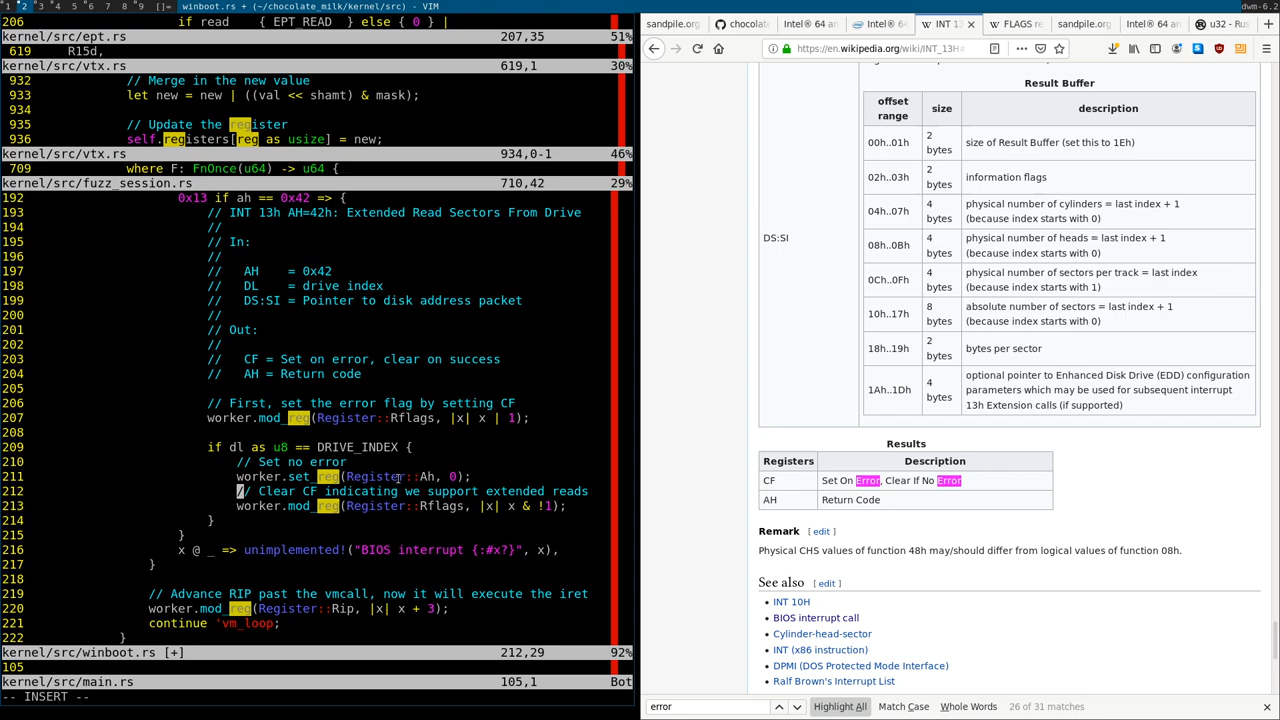 1 2 3 4 5 6 7 8 9 []= winboot.rs + (~/chocolate_milk/kernel/src) - VIM dwm-6.2
206 if read { EPT_READ } else { 0 } |
kernel/src/ept.rs 207,35 51%
619 R15d,
kernel/src/vtx.rs 619,1 30%
932 // Merge in the new value
933 let new = new | ((val << shamt) & mask);
934
935 // Update the register
936 self.registers[reg as usize] = new;
kernel/src/vtx.rs 934,0-1 46%
709 where F: FnOnce(u64) -> u64 {
kernel/src/fuzz_session.rs 710,42 29%
192 0x13 if ah == 0x42 => {
193 // INT 13h AH=42h: Extended Read Sectors From Drive
194 //
195 // In:
196 //
197 // AH = 0x42
198 // DL = drive index
199 // DS:SI = Pointer to disk address packet
200 //
201 // Out:
202 //
203 // CF = Set on error, clear on success
204 // AH = Return code
205
206 // First, set the error flag by setting CF
207 worker.mod_reg(Register::Rflags, |x| x | 1);
208
209 if dl as u8 == DRIVE_INDEX {
210 // Set no error
211 worker.set_reg(Register::Ah, 0);
212 // Clear CF indicating we support extended reads
213 worker.mod_reg(Register::Rflags, |x| x & !1);
214 }
215 }
216 x @ _ => unimplemented!("BIOS interrupt {:#x?}", x),
217 }
218
219 // Advance RIP past the vmcall, now it will execute the iret
220 worker.mod_reg(Register::Rip, |x| x + 3);
221 continue 'vm_loop;
222 }
kernel/src/winboot.rs [+] 212,29 92%
105
kernel/src/main.rs 105,1 Bot
-- INSERT --
sandpile.org chocolate Intel® 64 an Intel® 64 INT 13 FLAGS re sandpile.org Intel® 64 an u32 - Rus
https://en.wikipedia.org/wiki/INT_13H#
Result Buffer
offset range size description
00h..01h 2 bytes size of Result Buffer (set this to 1Eh)
02h..03h 2 bytes information flags
04h..07h 4 bytes physical number of cylinders = last index + 1
(because index starts with 0)
08h..0Bh 4 bytes physical number of heads = last index + 1
(because index starts with 0)
DS:SI
0Ch..0Fh 4 bytes physical number of sectors per track = last index
(because index starts with 1)
10h..17h 8 bytes absolute number of sectors = last index + 1
(because index starts with 0)
18h..19h 2 bytes bytes per sector
1Ah..1Dh 4 bytes optional pointer to Enhanced Disk Drive (EDD) configuration
parameters which may be used for subsequent interrupt
13h Extension calls (if supported)
Results
Registers Description
CF Set On Error, Clear If No Error
AH Return Code
Remark [ edit ]
Physical CHS values of function 48h may/should differ from logical values of function 08h.
See also [ edit ]
INT 10H
BIOS interrupt call
Cylinder-head-sector
INT (x86 instruction)
DPMI (DOS Protected Mode Interface)
Ralf Brown's Interrupt List
error Highlight All Match Case Whole Words 26 of 31 matches